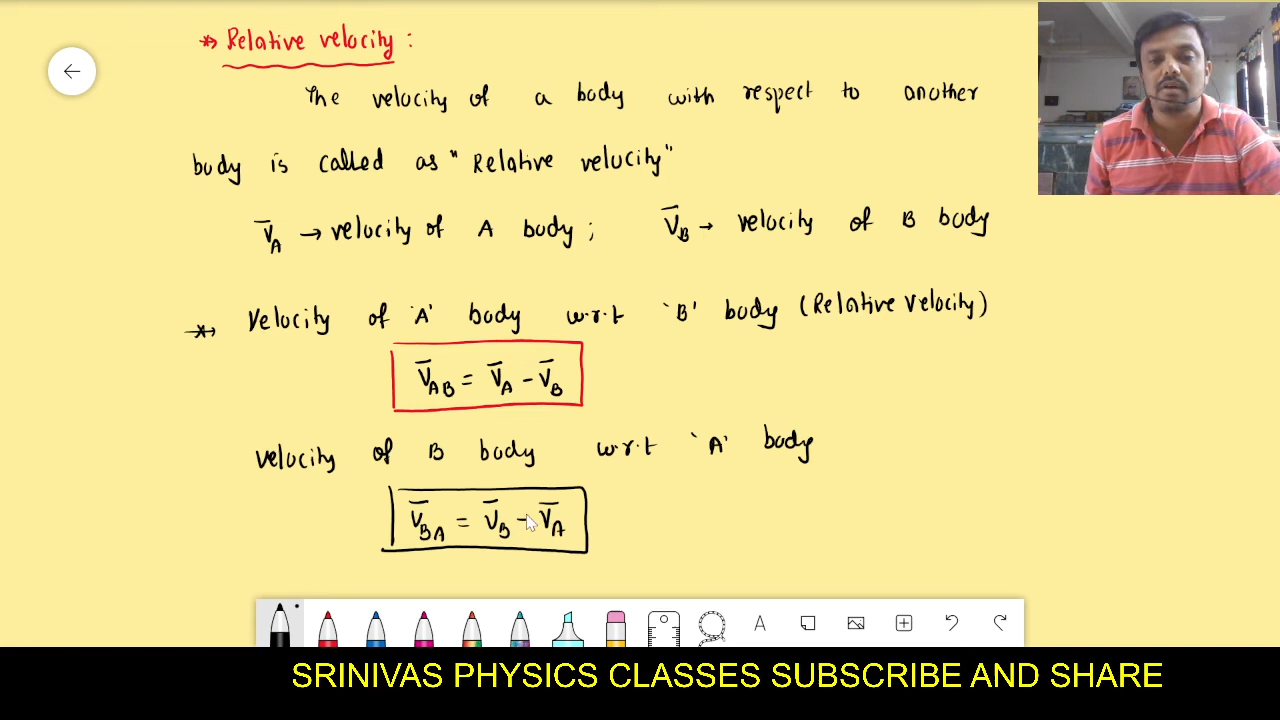 * Relative velocity :
The velocity of a body with respect to another
body is called as "Relative velocity"
V̅A → velocity of A body ; V̅B → velocity of B body
* Velocity of 'A' body w.r.t 'B' body (Relative Velocity)
V̅AB = V̅A - V̅B
Velocity of B body w.r.t 'A' body
V̅BA = V̅B - V̅A
A
SRINIVAS PHYSICS CLASSES SUBSCRIBE AND SHARE